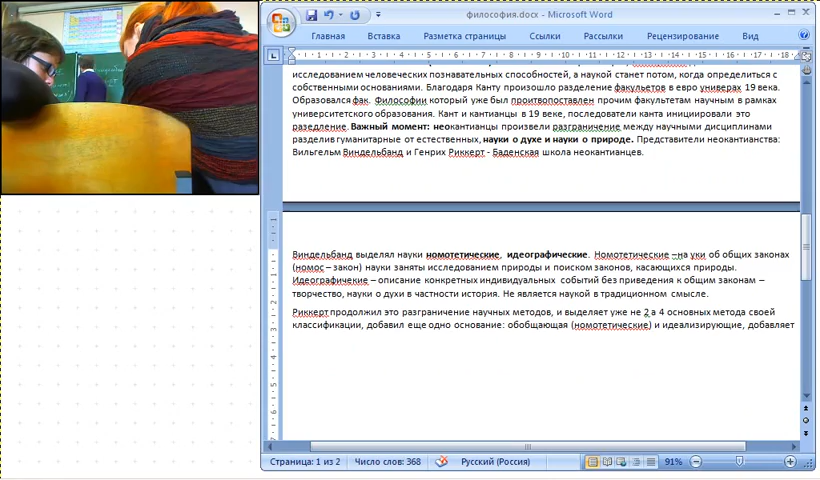 философия.docx - Microsoft Word
Главная Вставка Разметка страницы Ссылки Рассылки Рецензирование Вид
исследованием человеческих познавательных способностей, а наукой станет потом, когда определиться с
собственными основаниями. Благодаря Канту произошло разделение факульетов в евро универах 19 века.
Образовался фак. Философии который уже был проитвопоставлен прочим факультетам научным в рамках
университетского образования. Кант и кантианцы в 19 веке, последователи канта инициировали это
разедление. Важный момент: неокантианцы произвели разграничение между научными дисциплинами
разделив гуманитарные от естественных, науки о духе и науки о природе. Представители неокантианства:
Вильгельм Виндельбанд и Генрих Риккерт - Баденская школа неокантианцев.
Виндельбанд выделял науки номотетические, идеографические. Номотетические –на уки об общих законах
(номос – закон) науки заняты исследованием природы и поиском законов, касающихся природы.
Идеографичекие – описание конкретных индивидуальных событий без приведения к общим законам –
творчество, науки о духи в частности история. Не является наукой в традиционном смысле.
Риккерт продолжил это разграничение научных методов, и выделяет уже не 2 а 4 основных метода своей
классификации, добавил еще одно основание: обобщающая (номотетические) и идеализирующие, добавляет
Страница: 1 из 2 Число слов: 368 Русский (Россия) 91%